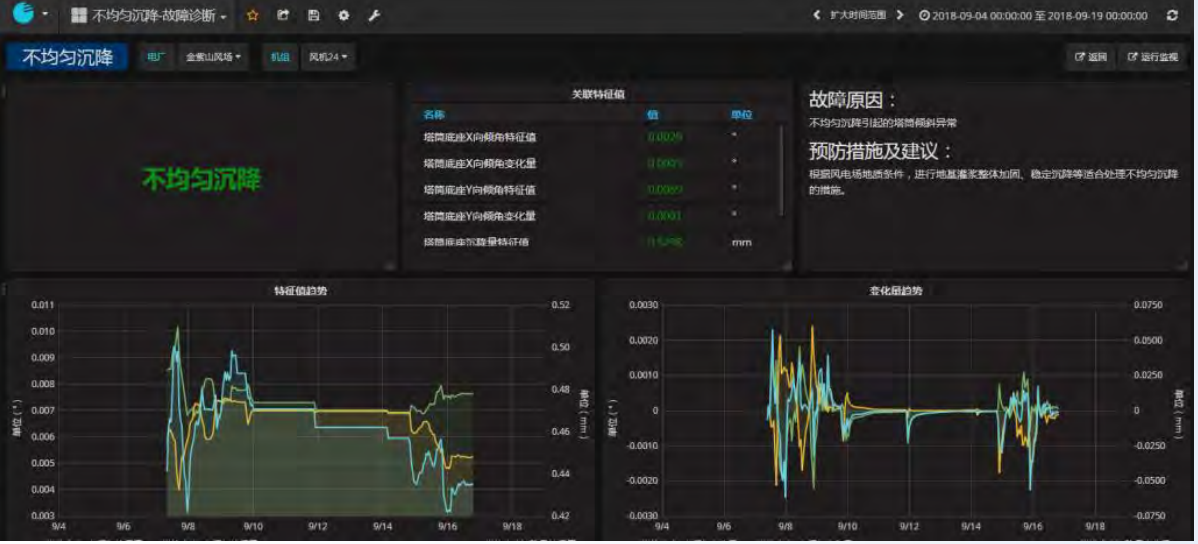 不均匀沉降-故障诊断
扩大时间范围
2018-09-04 00:00:00 至 2018-09-19 00:00:00
不均匀沉降
电厂
金紫山风场
机组
风机24
返回
运行监视
不均匀沉降
关联特征值
名称 值 单位
塔筒底座X向倾角特征值 0.0029 °
塔筒底座X向倾角变化量 °
塔筒底座Y向倾角特征值 °
塔筒底座Y向倾角变化量 0.0001 °
塔筒底座沉降量特征值 mm
故障原因：
不均匀沉降引起的塔筒倾斜异常
预防措施及建议：
根据风电场地质条件，进行地基灌浆整体加固、稳定沉降等适合处理不均匀沉降
的措施。
特征值趋势
单位（°）
0.011
0.010
0.009
0.008
0.007
0.006
0.005
0.004
0.003
0.52
0.50
0.48
0.46
0.44
0.42
单位（mm）
9/4 9/6 9/8 9/10 9/12 9/14 9/16 9/18
变化量趋势
单位（°）
0.0030
0.0020
0.0010
0
-0.0010
-0.0020
-0.0030
0.0750
0.0500
0.0250
0
-0.0250
-0.0500
-0.0750
单位（mm）
9/4 9/6 9/8 9/10 9/12 9/14 9/16 9/18